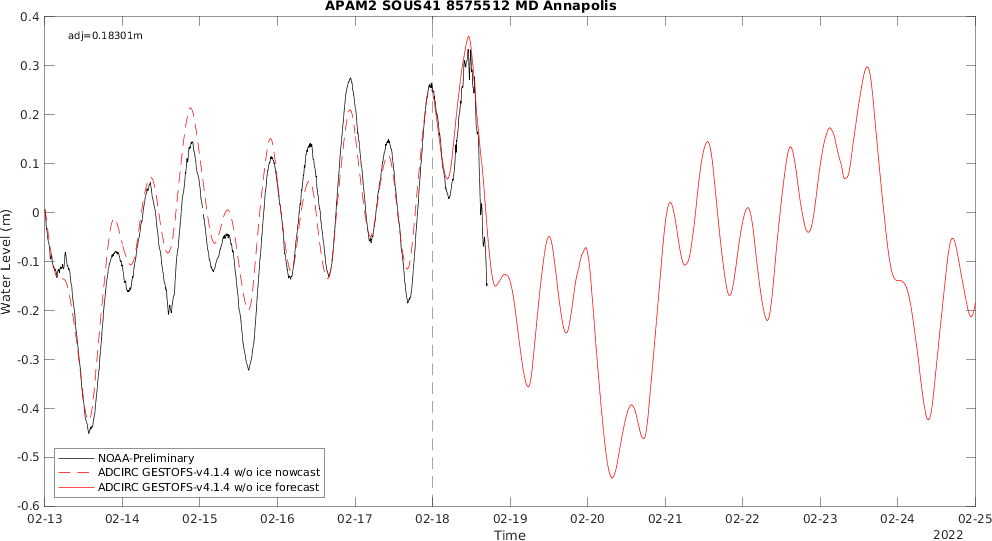 APAM2 SOUS41 8575512 MD Annapolis
adj=0.18301m
0.4
0.3
0.2
0.1
0
-0.1
-0.2
-0.3
-0.4
-0.5
-0.6
Water Level (m)
NOAA-Preliminary
ADCIRC GESTOFS-v4.1.4 w/o ice nowcast
ADCIRC GESTOFS-v4.1.4 w/o ice forecast
02-13 02-14 02-15 02-16 02-17 02-18 02-19 02-20 02-21 02-22 02-23 02-24 02-25
Time
2022